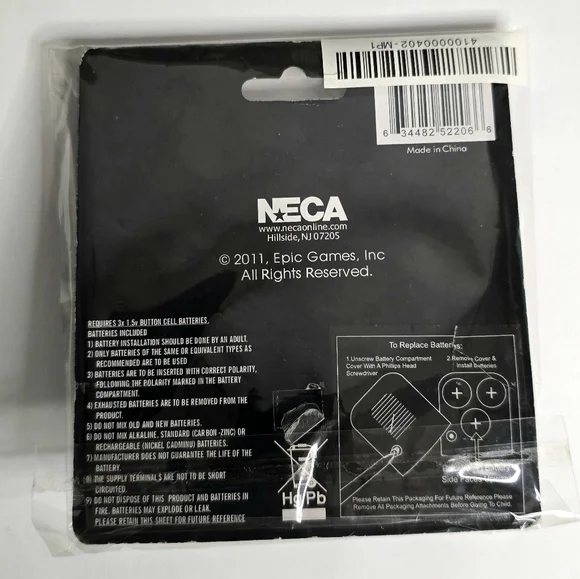 4100000402-MP1
6 34482 52206 6
Made in China
NECA
www.necaonline.com
Hillside, NJ 07205
© 2011, Epic Games, Inc
All Rights Reserved.
REQUIRES 3x 1.5v BUTTON CELL BATTERIES.
BATTERIES INCLUDED
1) BATTERY INSTALLATION SHOULD BE DONE BY AN ADULT.
2) ONLY BATTERIES OF THE SAME OR EQUIVALENT TYPES AS
RECOMMENDED ARE TO BE USED
3) BATTERIES ARE TO BE INSERTED WITH CORRECT POLARITY,
FOLLOWING THE POLARITY MARKED IN THE BATTERY
COMPARTMENT.
4) EXHAUSTED BATTERIES ARE TO BE REMOVED FROM THE
PRODUCT.
5) DO NOT MIX OLD AND NEW BATTERIES.
6) DO NOT MIX ALKALINE, STANDARD (CARBON-ZINC) OR
RECHARGEABLE (NICKEL CADMINU) BATTERIES.
7) MANUFACTURER DOES NOT GUARANTEE THE LIFE OF THE
BATTERY.
8) THE SUPPLY TERMINALS ARE NOT TO BE SHORT
CIRCUITED.
9) DO NOT DISPOSE OF THIS PRODUCT AND BATTERIES IN
FIRE. BATTERIES MAY EXPLODE OR LEAK.
PLEASE RETAIN THIS SHEET FOR FUTURE REFERENCE
Hg/Pb
To Replace Batteries:
1.Unscrew Battery Compartment
Cover With A Phillips Head
Screwdriver
2.Remove Cover &
Install batteries
+ +
+
Side Faces
Please Retain This Packaging For Future Reference Please
Remove All Packaging Attachments Before Giving To Child.